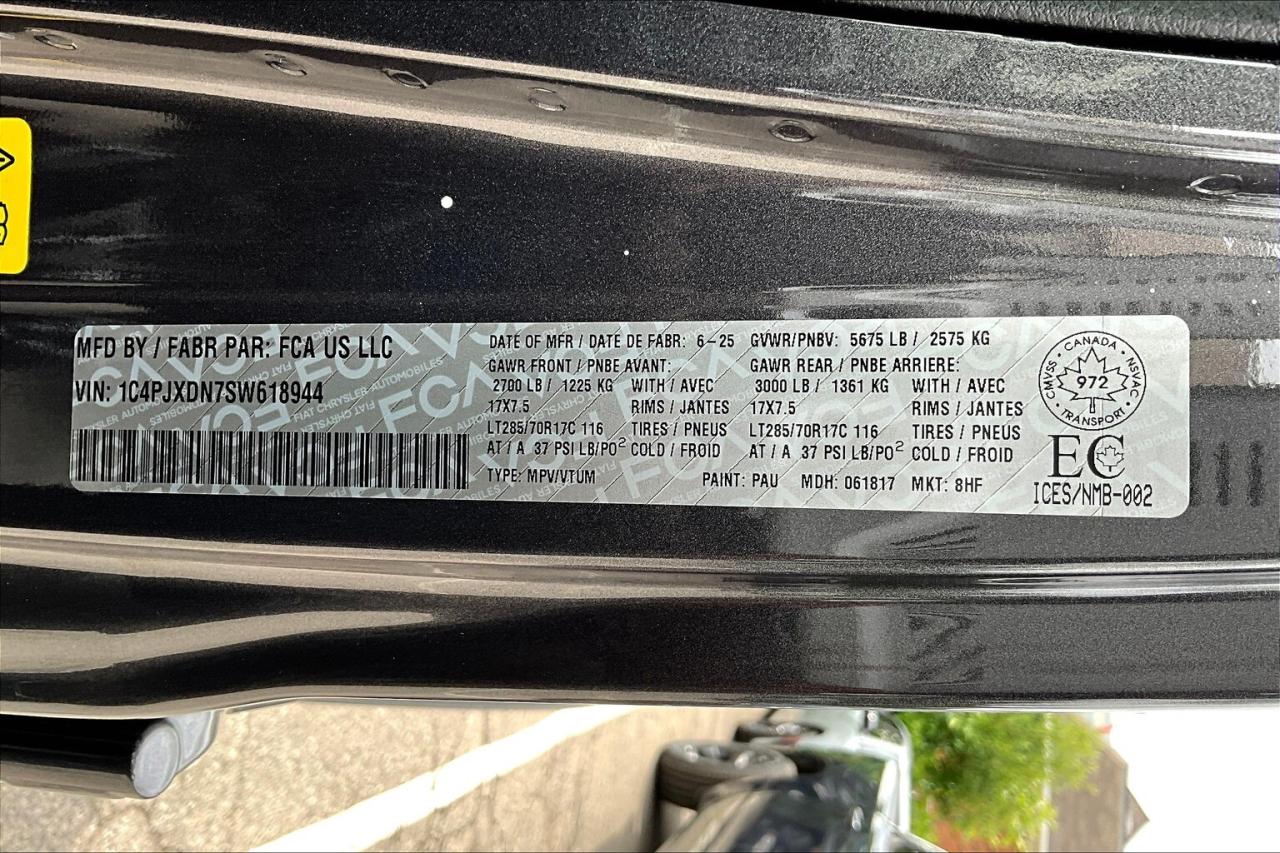 MFD BY / FABR PAR: FCA US LLC
VIN: 1C4PJXDN7SW618944
DATE OF MFR / DATE DE FABR: 6-25 GVWR/PNBV: 5675 LB / 2575 KG
GAWR FRONT / PNBE AVANT: GAWR REAR / PNBE ARRIERE:
2700 LB / 1225 KG WITH / AVEC 3000 LB / 1361 KG WITH / AVEC
17X7.5 RIMS / JANTES 17X7.5 RIMS / JANTES
LT285/70R17C 116 TIRES / PNEUS LT285/70R17C 116 TIRES / PNEUS
AT / A 37 PSI LB/PO² COLD / FROID AT / A 37 PSI LB/PO² COLD / FROID
TYPE: MPV/VTUM PAINT: PAU MDH: 061817 MKT: 8HF
CMVSS · CANADA · NSVAC · TRANSPORT ·
972
EC
ICES/NMB-002